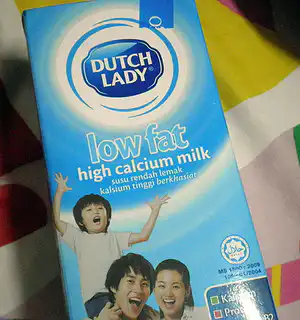 DUTCH
LADY
low fat
high calcium milk
susu rendah lemak
kalsium tinggi berkhasiat